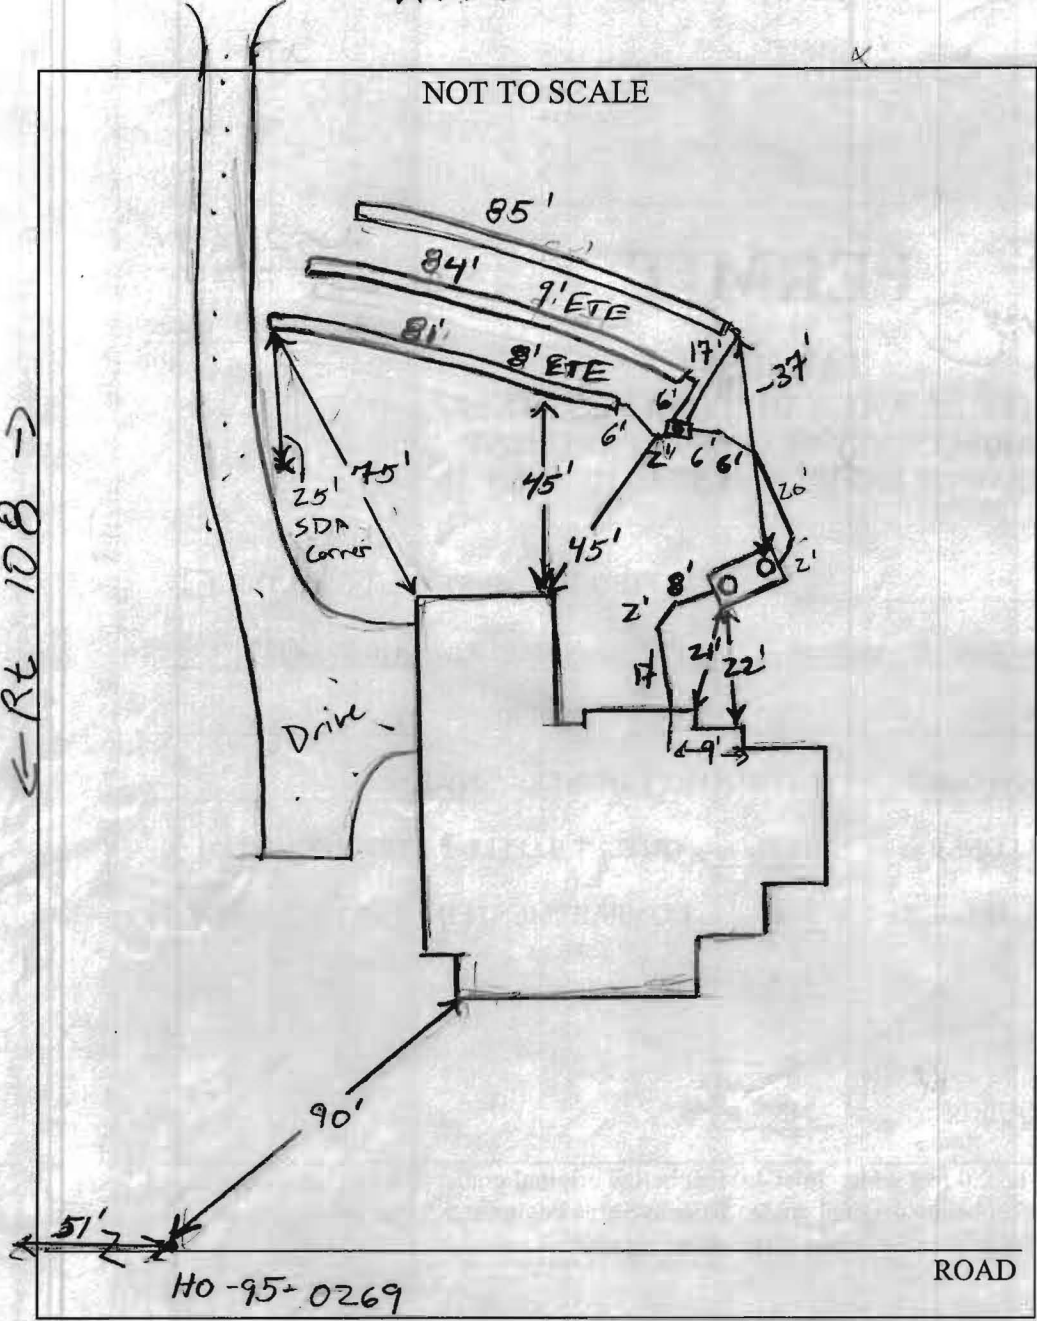 NOT TO SCALE
85'
84'
9' ETE
81'
8' ETE
17'
37'
6'
6'
2'
6'
6'
20'
← Rt 108 →
75'
45'
25'
SDA
Corner
45'
8'
2'
2'
17
21'
22'
Drive
9'
90'
51'
ROAD
HO-95-0269